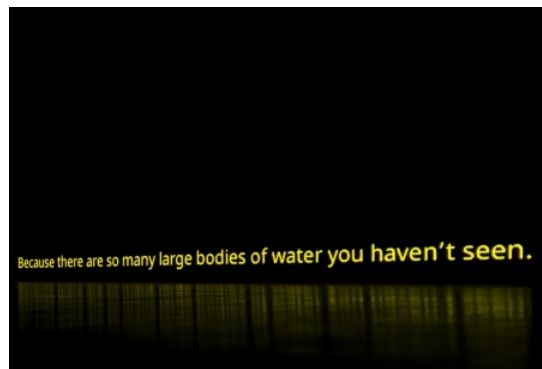 Because there are so many large bodies of water you haven’t seen.